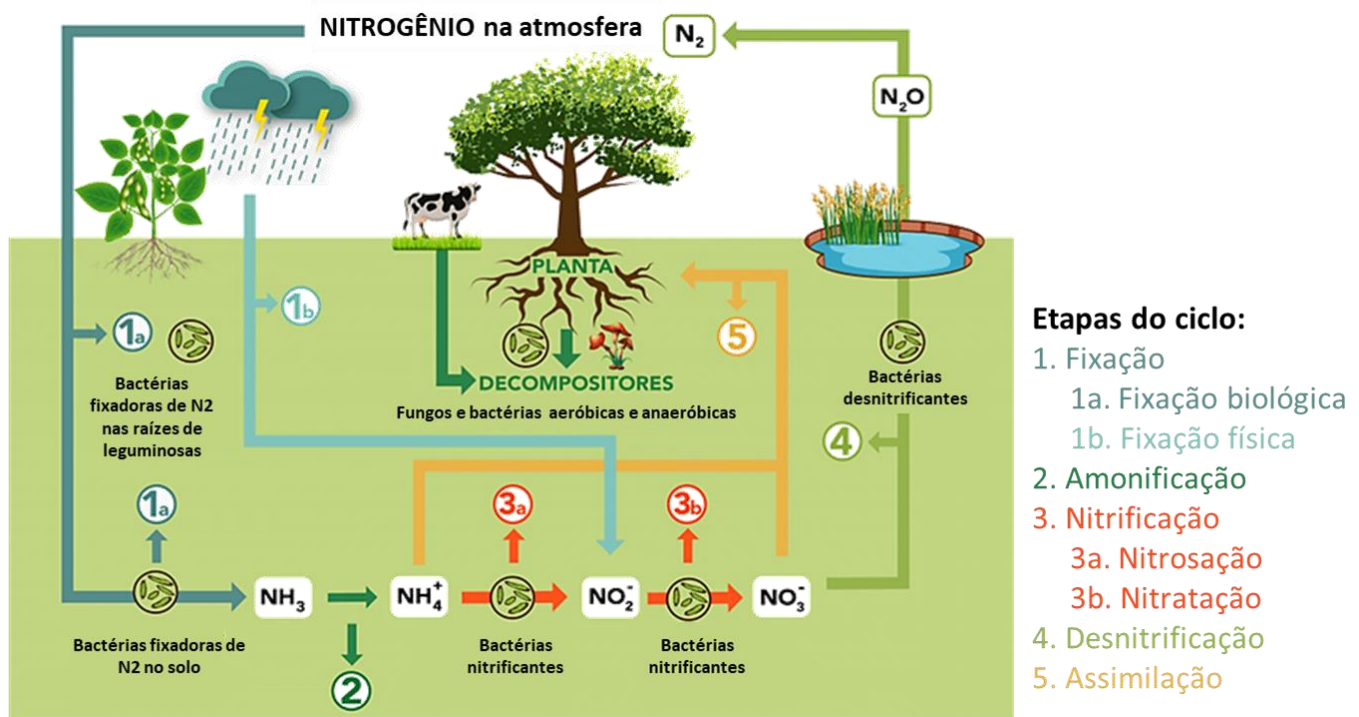 NITROGÊNIO na atmosfera
N₂
N₂O
PLANTA
1a
1b
5
Bactérias
fixadoras de N2
nas raízes de
leguminosas
DECOMPOSITORES
Fungos e bactérias aeróbicas e anaeróbicas
Bactérias
desnitrificantes
4
1a
3a
3b
NH₃
NH₄⁺
NO₂⁻
NO₃⁻
Bactérias fixadoras de
N2 no solo
Bactérias
nitrificantes
Bactérias
nitrificantes
2
Etapas do ciclo:
1. Fixação
1a. Fixação biológica
1b. Fixação física
2. Amonificação
3. Nitrificação
3a. Nitrosação
3b. Nitratação
4. Desnitrificação
5. Assimilação